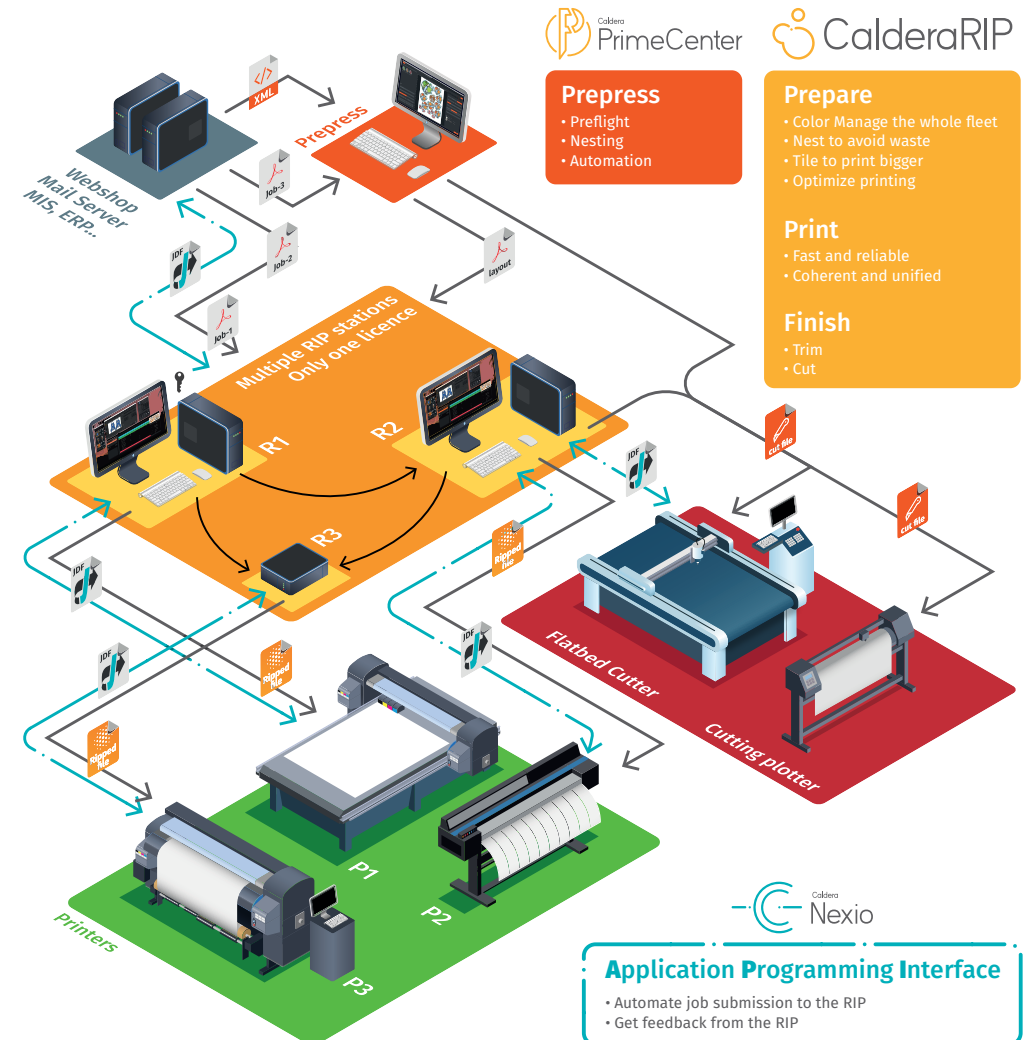 Caldera
PrimeCenter
CalderaRIP
Prepress
• Preflight
• Nesting
• Automation
Prepare
• Color Manage the whole fleet
• Nest to avoid waste
• Tile to print bigger
• Optimize printing
Print
• Fast and reliable
• Coherent and unified
Finish
• Trim
• Cut
</>
XML
Prepress
Webshop
Mail Server
MIS, ERP...
Job-3
JDF
Job-2
layout
Job-1
Multiple RIP stations
Only one licence
AA
AA
R1
R2
R3
cut file
cut file
JDF
Ripped
file
JDF
JDF
JDF
Ripped
file
Ripped
file
Flatbed Cutter
Cutting plotter
P1
P2
P3
Printers
Caldera
Nexio
Application Programming Interface
• Automate job submission to the RIP
• Get feedback from the RIP